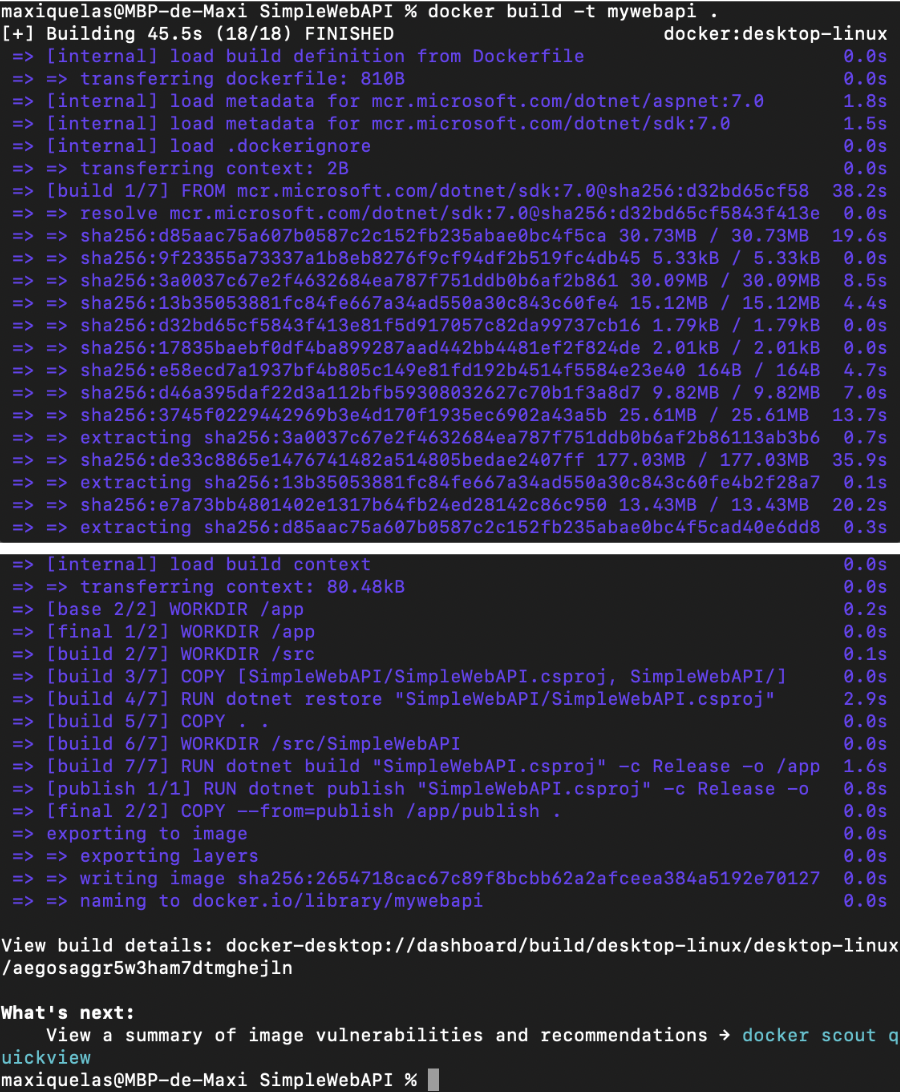 maxiquelas@MBP-de-Maxi SimpleWebAPI % docker build -t mywebapi .
[+] Building 45.5s (18/18) FINISHED docker:desktop-linux
=> [internal] load build definition from Dockerfile 0.0s
=> => transferring dockerfile: 810B 0.0s
=> [internal] load metadata for mcr.microsoft.com/dotnet/aspnet:7.0 1.8s
=> [internal] load metadata for mcr.microsoft.com/dotnet/sdk:7.0 1.5s
=> [internal] load .dockerignore 0.0s
=> => transferring context: 2B 0.0s
=> [build 1/7] FROM mcr.microsoft.com/dotnet/sdk:7.0@sha256:d32bd65cf58 38.2s
=> => resolve mcr.microsoft.com/dotnet/sdk:7.0@sha256:d32bd65cf5843f413e 0.0s
=> => sha256:d85aac75a607b0587c2c152fb235abae0bc4f5ca 30.73MB / 30.73MB 19.6s
=> => sha256:9f23355a73337a1b8eb8276f9cf94df2b519fc4db45 5.33kB / 5.33kB 0.0s
=> => sha256:3a0037c67e2f4632684ea787f751ddb0b6af2b861 30.09MB / 30.09MB 8.5s
=> => sha256:13b35053881fc84fe667a34ad550a30c843c60fe4 15.12MB / 15.12MB 4.4s
=> => sha256:d32bd65cf5843f413e81f5d917057c82da99737cb16 1.79kB / 1.79kB 0.0s
=> => sha256:17835baebf0df4ba899287aad442bb4481ef2f824de 2.01kB / 2.01kB 0.0s
=> => sha256:e58ecd7a1937bf4b805c149e81fd192b4514f5584e23e40 164B / 164B 4.7s
=> => sha256:d46a395daf22d3a112bfb59308032627c70b1f3a8d7 9.82MB / 9.82MB 7.0s
=> => sha256:3745f0229442969b3e4d170f1935ec6902a43a5b 25.61MB / 25.61MB 13.7s
=> => extracting sha256:3a0037c67e2f4632684ea787f751ddb0b6af2b86113ab3b6 0.7s
=> => sha256:de33c8865e1476741482a514805bedae2407ff 177.03MB / 177.03MB 35.9s
=> => extracting sha256:13b35053881fc84fe667a34ad550a30c843c60fe4b2f28a7 0.1s
=> => sha256:e7a73bb4801402e1317b64fb24ed28142c86c950 13.43MB / 13.43MB 20.2s
=> => extracting sha256:d85aac75a607b0587c2c152fb235abae0bc4f5cad40e6dd8 0.3s
=> [internal] load build context 0.0s
=> => transferring context: 80.48kB 0.0s
=> [base 2/2] WORKDIR /app 0.2s
=> [final 1/2] WORKDIR /app 0.0s
=> [build 2/7] WORKDIR /src 0.1s
=> [build 3/7] COPY [SimpleWebAPI/SimpleWebAPI.csproj, SimpleWebAPI/] 0.0s
=> [build 4/7] RUN dotnet restore "SimpleWebAPI/SimpleWebAPI.csproj" 2.9s
=> [build 5/7] COPY . . 0.0s
=> [build 6/7] WORKDIR /src/SimpleWebAPI 0.0s
=> [build 7/7] RUN dotnet build "SimpleWebAPI.csproj" -c Release -o /app 1.6s
=> [publish 1/1] RUN dotnet publish "SimpleWebAPI.csproj" -c Release -o 0.8s
=> [final 2/2] COPY --from=publish /app/publish . 0.0s
=> exporting to image 0.0s
=> => exporting layers 0.0s
=> => writing image sha256:2654718cac67c89f8bcbb62a2afceea384a5192e70127 0.0s
=> => naming to docker.io/library/mywebapi 0.0s
View build details: docker-desktop://dashboard/build/desktop-linux/desktop-linux
/aegosaggr5w3ham7dtmghejln
What's next:
View a summary of image vulnerabilities and recommendations → docker scout q
uickview
maxiquelas@MBP-de-Maxi SimpleWebAPI %